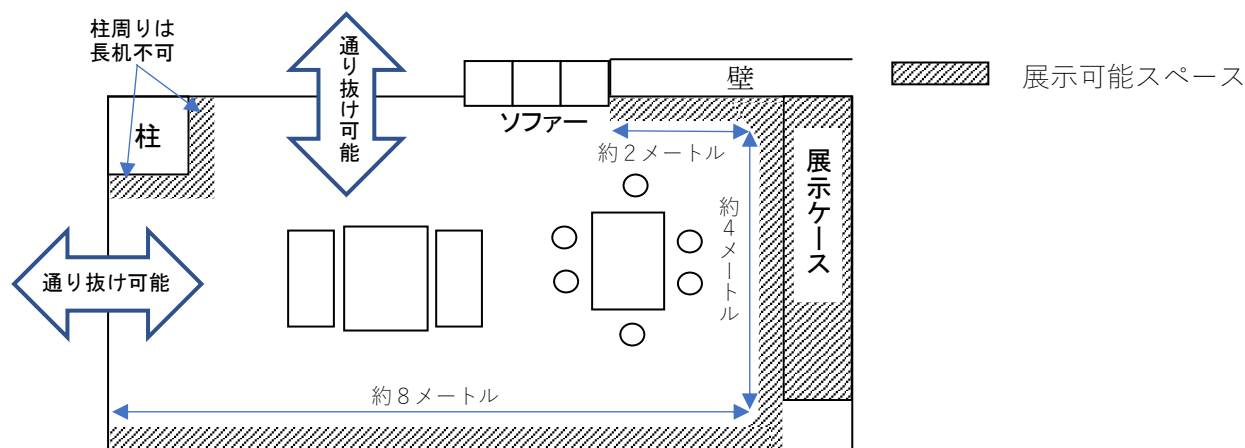 柱周りは
長机不可
通り抜け可能
壁
展示可能スペース
柱
ソファー
約２メートル
展示ケース
約4メートル
通り抜け可能
約８メートル